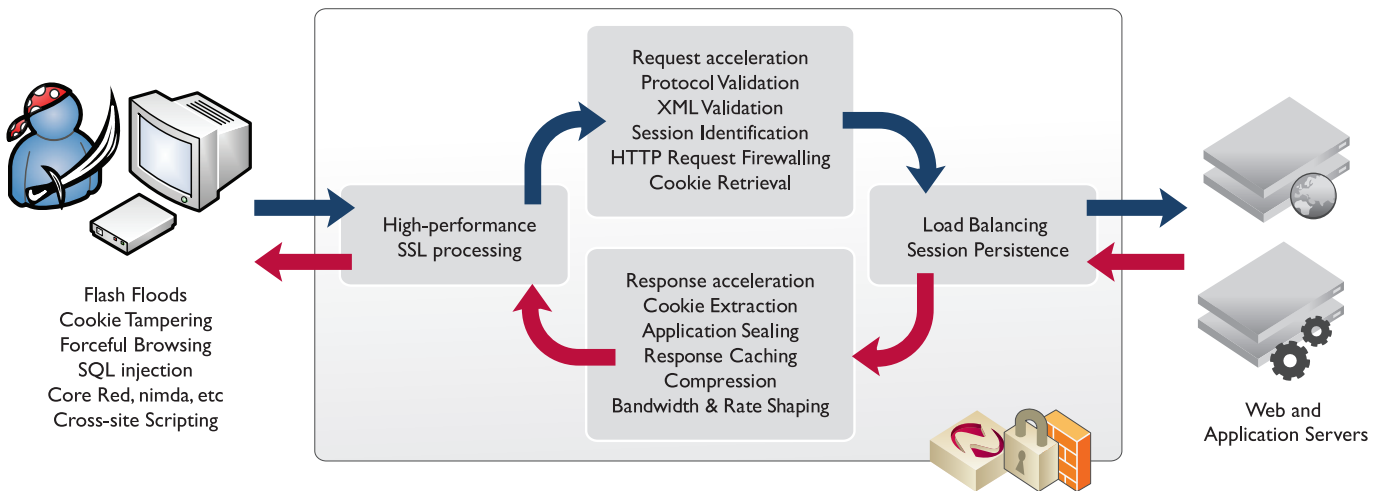 Request acceleration
Protocol Validation
XML Validation
Session Identification
HTTP Request Firewalling
Cookie Retrieval
High-performance
SSL processing
Load Balancing
Session Persistence
Response acceleration
Cookie Extraction
Application Sealing
Response Caching
Compression
Bandwidth & Rate Shaping
Flash Floods
Cookie Tampering
Forceful Browsing
SQL injection
Core Red, nimda, etc
Cross-site Scripting
Web and
Application Servers